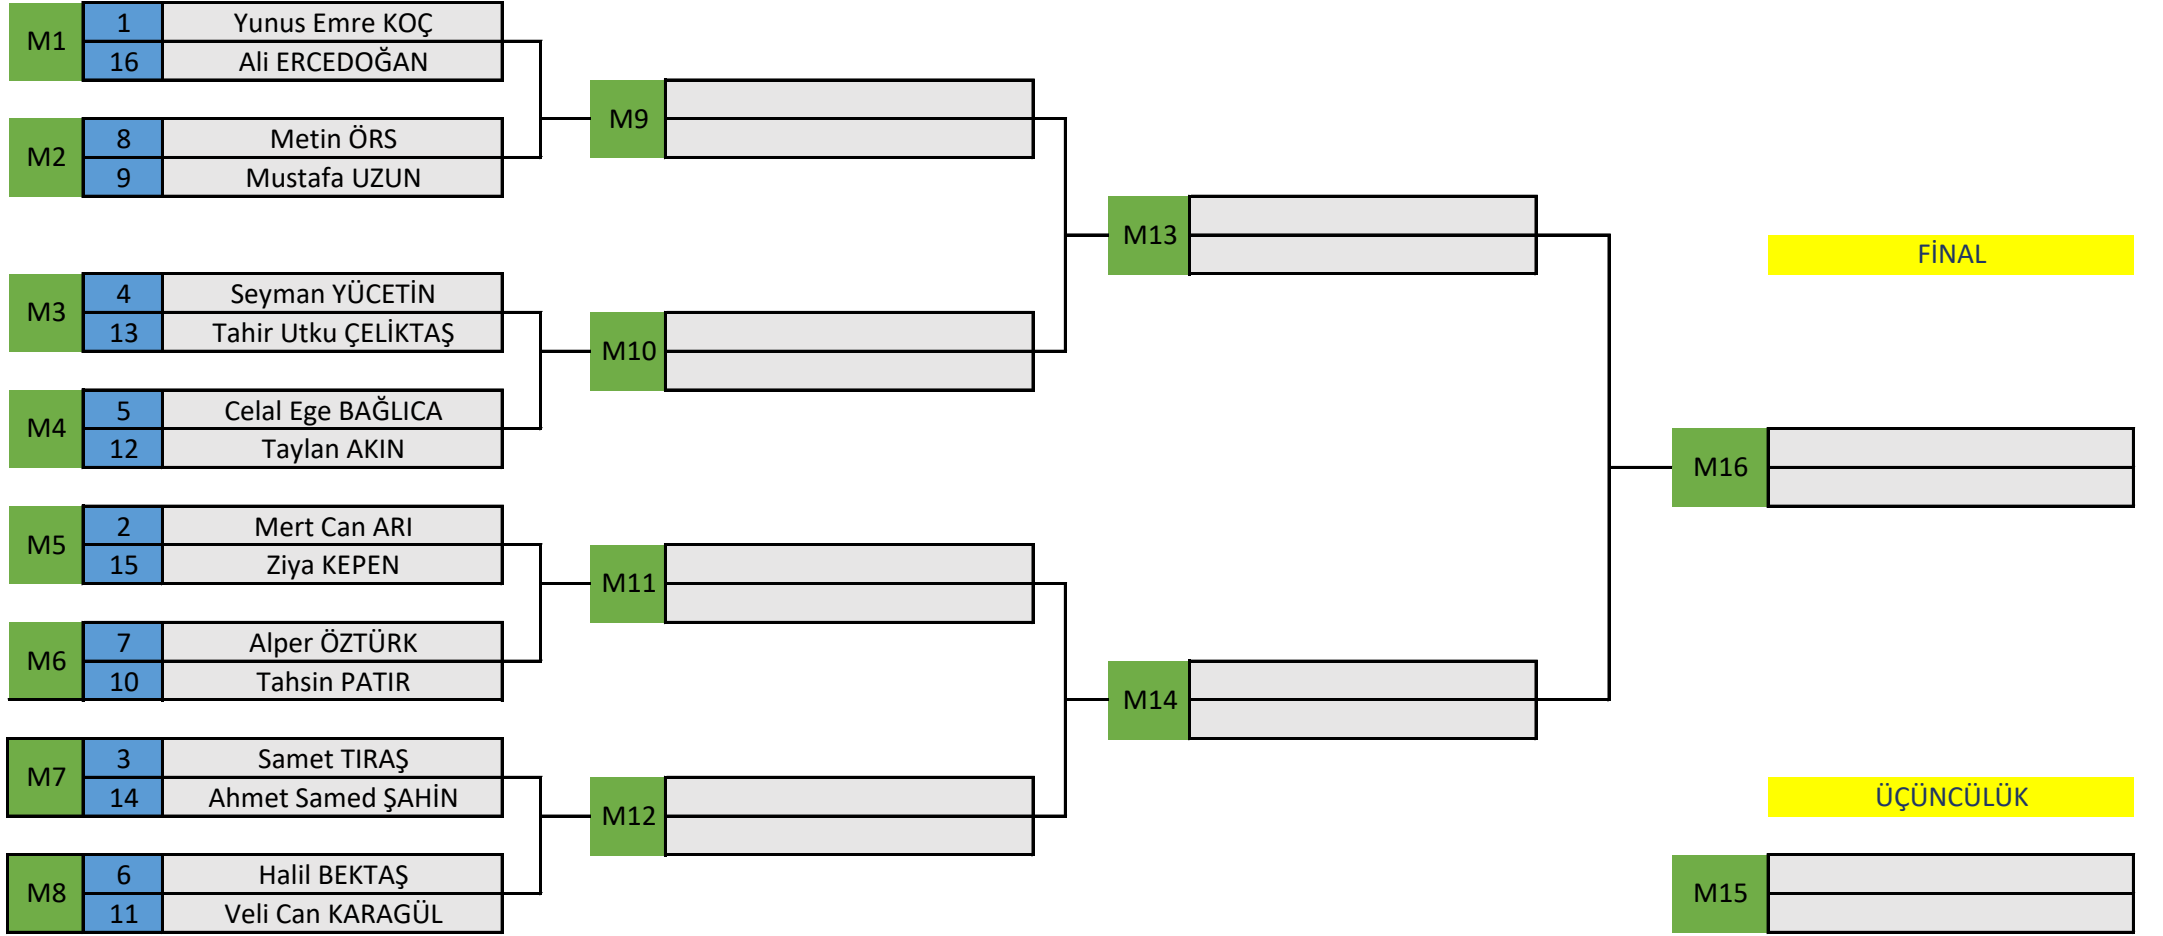 M1
1 Yunus Emre KOÇ
16 Ali ERCEDOĞAN
M2
8 Metin ÖRS
9 Mustafa UZUN
M3
4 Seyman YÜCETİN
13 Tahir Utku ÇELİKTAŞ
M4
5 Celal Ege BAĞLICA
12 Taylan AKIN
M5
2 Mert Can ARI
15 Ziya KEPEN
M6
7 Alper ÖZTÜRK
10 Tahsin PATIR
M7
3 Samet TIRAŞ
14 Ahmet Samed ŞAHİN
M8
6 Halil BEKTAŞ
11 Veli Can KARAGÜL
M9
M10
M11
M12
M13
M14
FİNAL
M16
ÜÇÜNCÜLÜK
M15